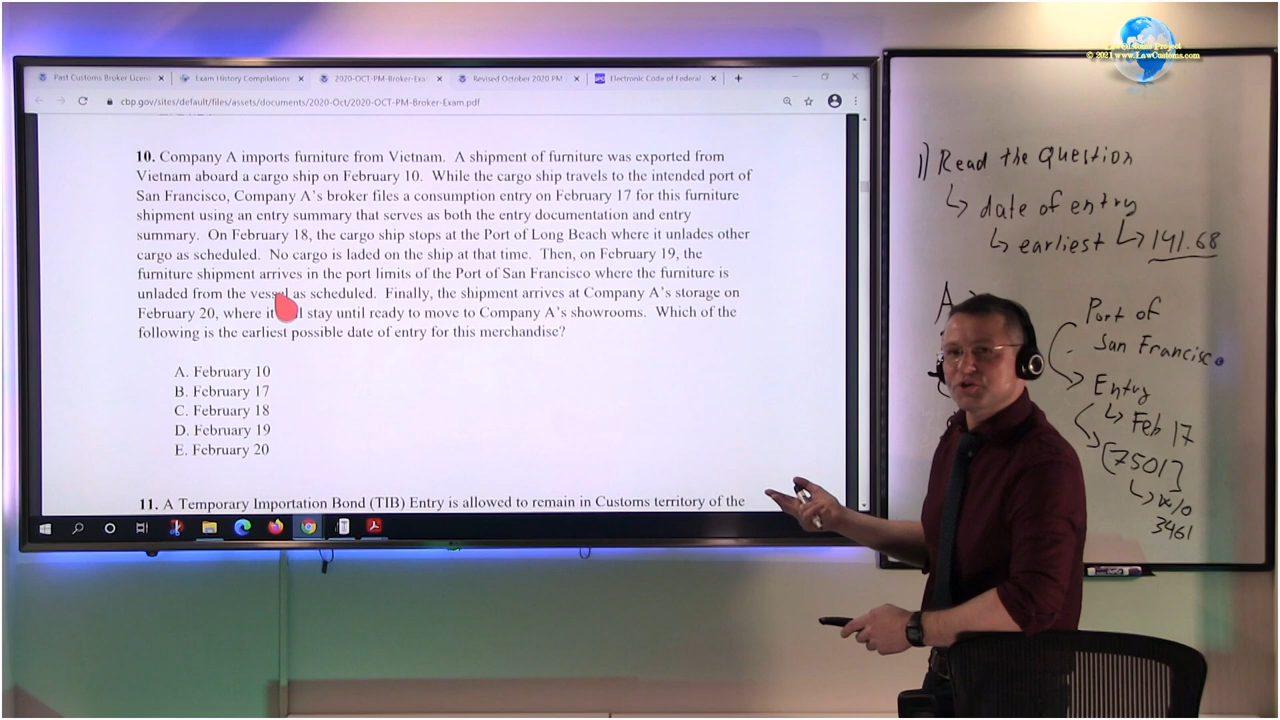 LawCustoms Project
© 2021 www.LawCustoms.com
Past Customs Broker Licens
Exam History Compilations
2020-OCT-PM-Broker-Exa
Revised October 2020 PM
Electronic Code of Federal
cbp.gov/sites/default/files/assets/documents/2020-Oct/2020-OCT-PM-Broker-Exam.pdf
10. Company A imports furniture from Vietnam. A shipment of furniture was exported from
Vietnam aboard a cargo ship on February 10. While the cargo ship travels to the intended port of
San Francisco, Company A's broker files a consumption entry on February 17 for this furniture
shipment using an entry summary that serves as both the entry documentation and entry
summary. On February 18, the cargo ship stops at the Port of Long Beach where it unlades other
cargo as scheduled. No cargo is laded on the ship at that time. Then, on February 19, the
furniture shipment arrives in the port limits of the Port of San Francisco where the furniture is
unladed from the vessel as scheduled. Finally, the shipment arrives at Company A's storage on
February 20, where it stay until ready to move to Company A's showrooms. Which of the
following is the earliest possible date of entry for this merchandise?
A. February 10
B. February 17
C. February 18
D. February 19
E. February 20
11. A Temporary Importation Bond (TIB) Entry is allowed to remain in Customs territory of the
1) Read the Question
↳ date of entry
↳ earliest ↳ 141.68
A
Port of
San Francisco
Entry
↳ Feb 17
[7501]
↳ w/o
3461